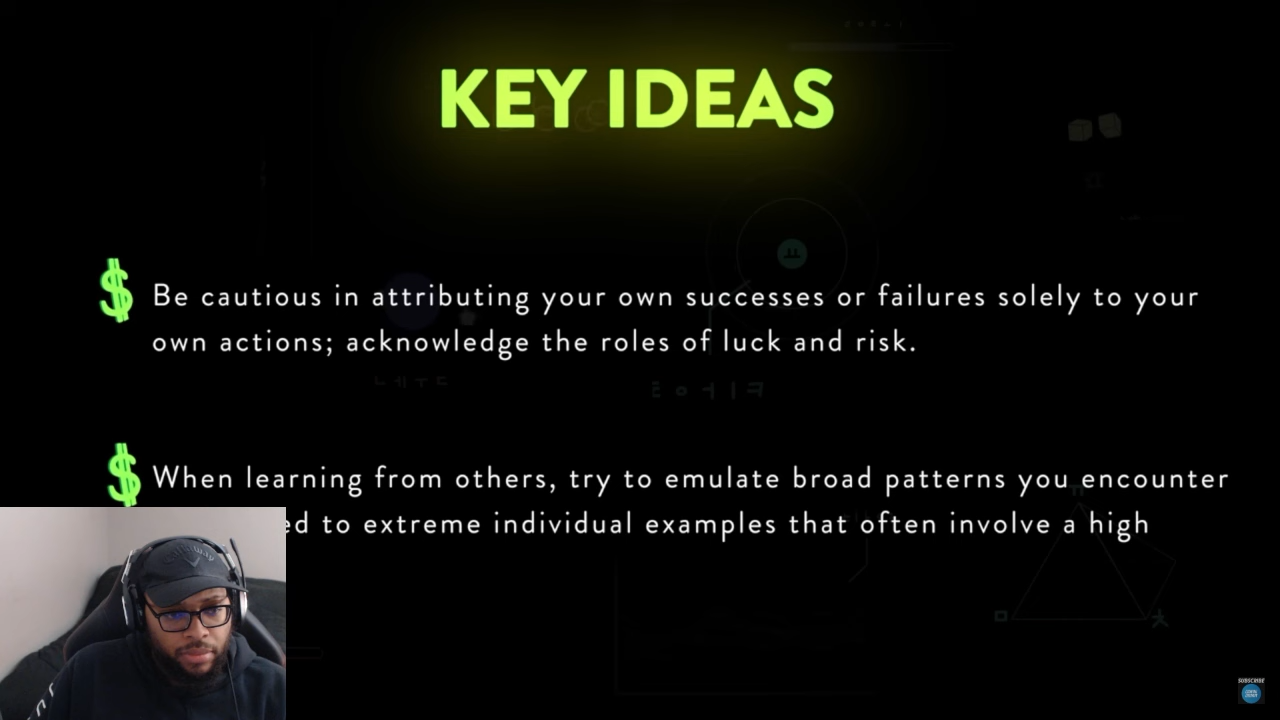 KEY IDEAS
$ Be cautious in attributing your own successes or failures solely to your
own actions; acknowledge the roles of luck and risk.
$ When learning from others, try to emulate broad patterns you encounter
ed to extreme individual examples that often involve a high
SUBSCRIBE